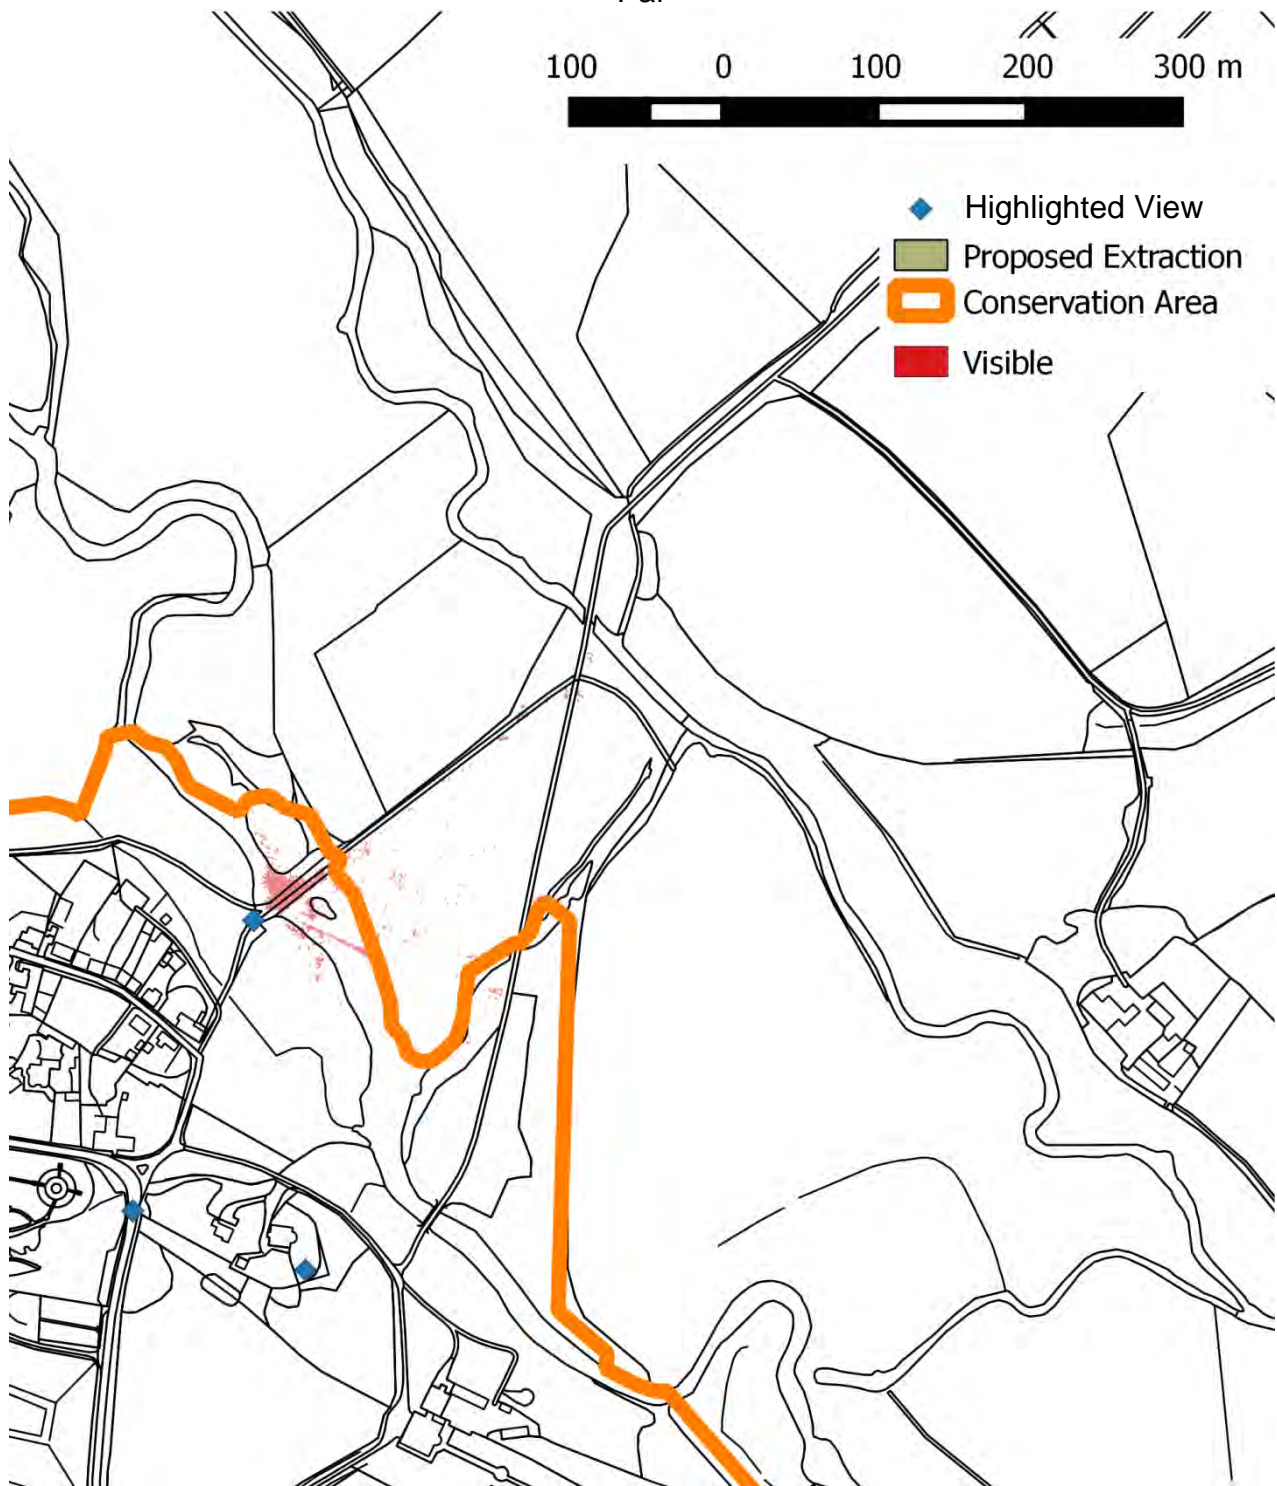 100 0 100 200 300 m
Highlighted View
Proposed Extraction
Conservation Area
Visible